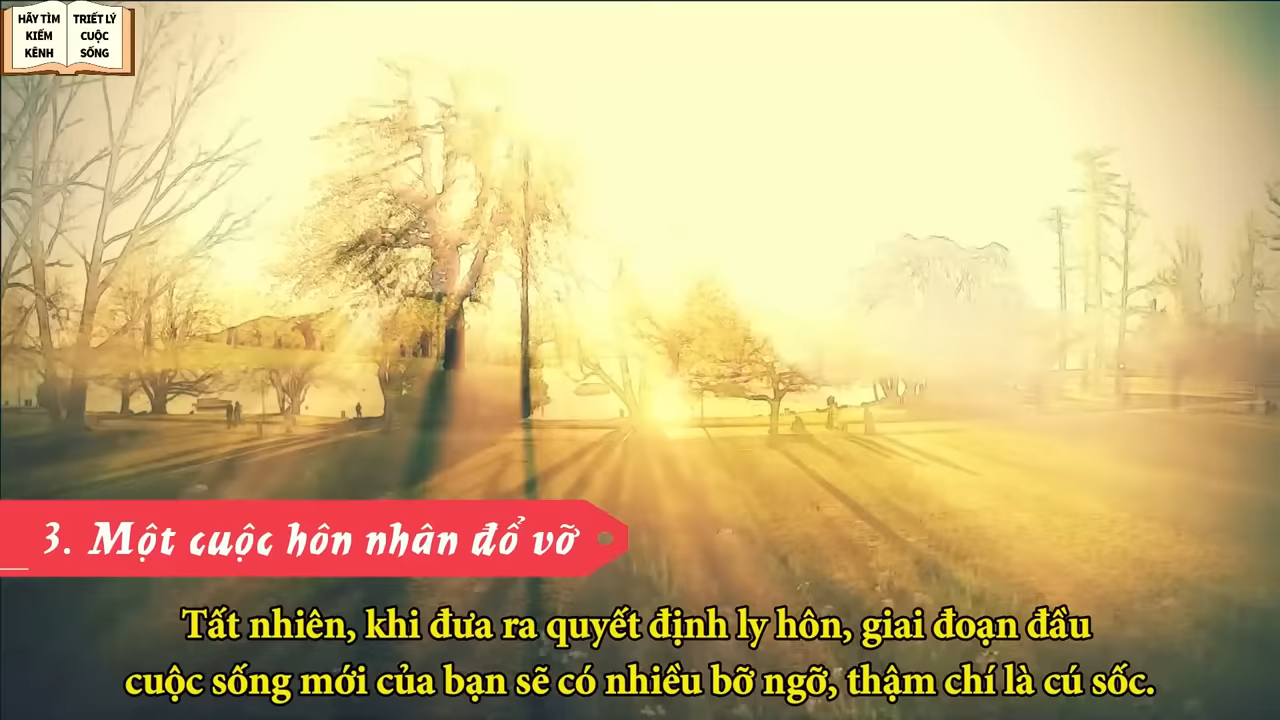 HÃY TÌM
KIẾM
KÊNH
TRIẾT LÝ
CUỘC
SỐNG
3. Một cuộc hôn nhân đổ vỡ
Tất nhiên, khi đưa ra quyết định ly hôn, giai đoạn đầu
cuộc sống mới của bạn sẽ có nhiều bỡ ngỡ, thậm chí là cú sốc.